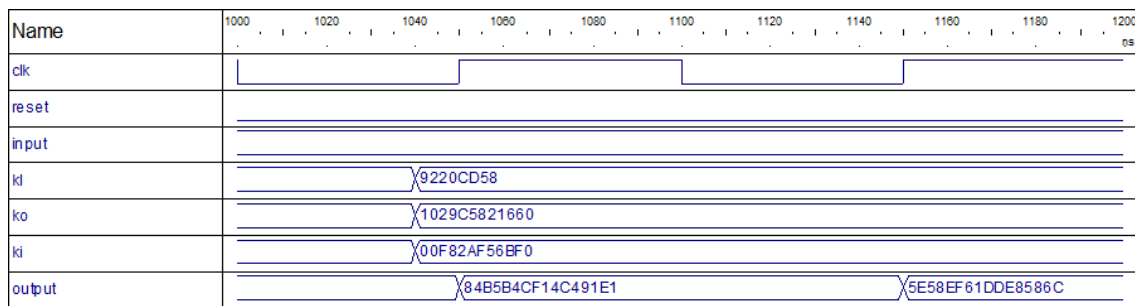 Name 1000 1020 1040 1060 1080 1100 1120 1140 1160 1180 1200
ns
clk
reset
input
kl 9220CD58
ko 1029C5821660
ki 00F82AF56BF0
output 84B5B4CF14C491E1 5E58EF61DDE8586C